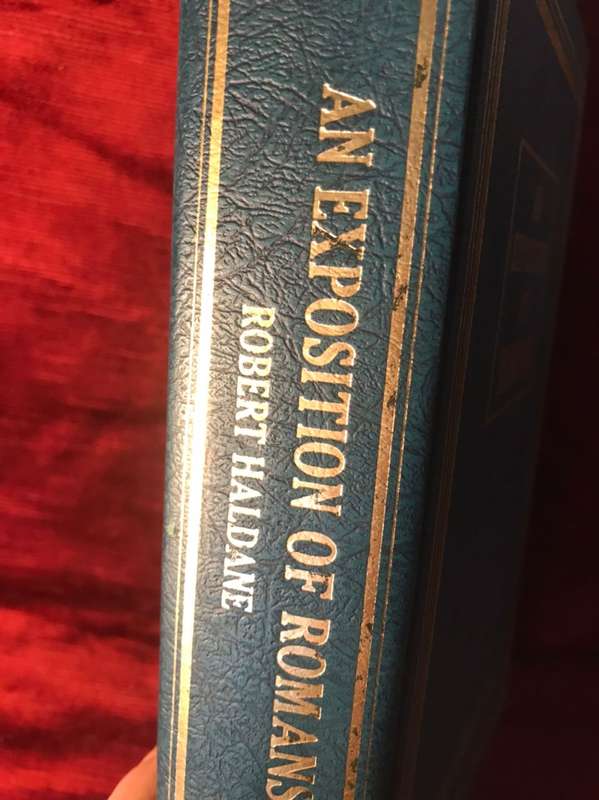 AN EXPOSITION OF ROMANS
ROBERT HALDANE